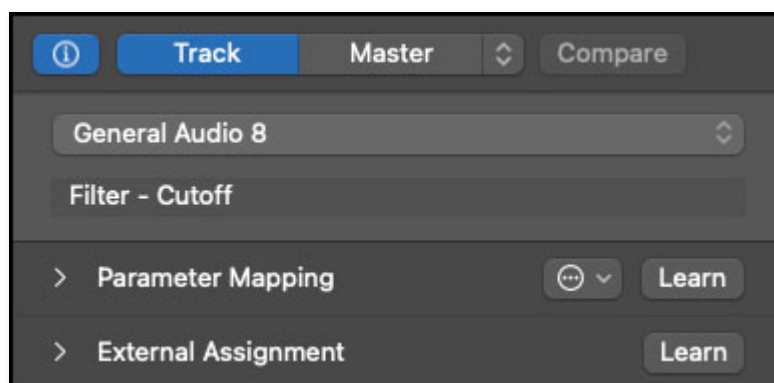 Track Master Compare
General Audio 8
Filter - Cutoff
Parameter Mapping Learn
External Assignment Learn